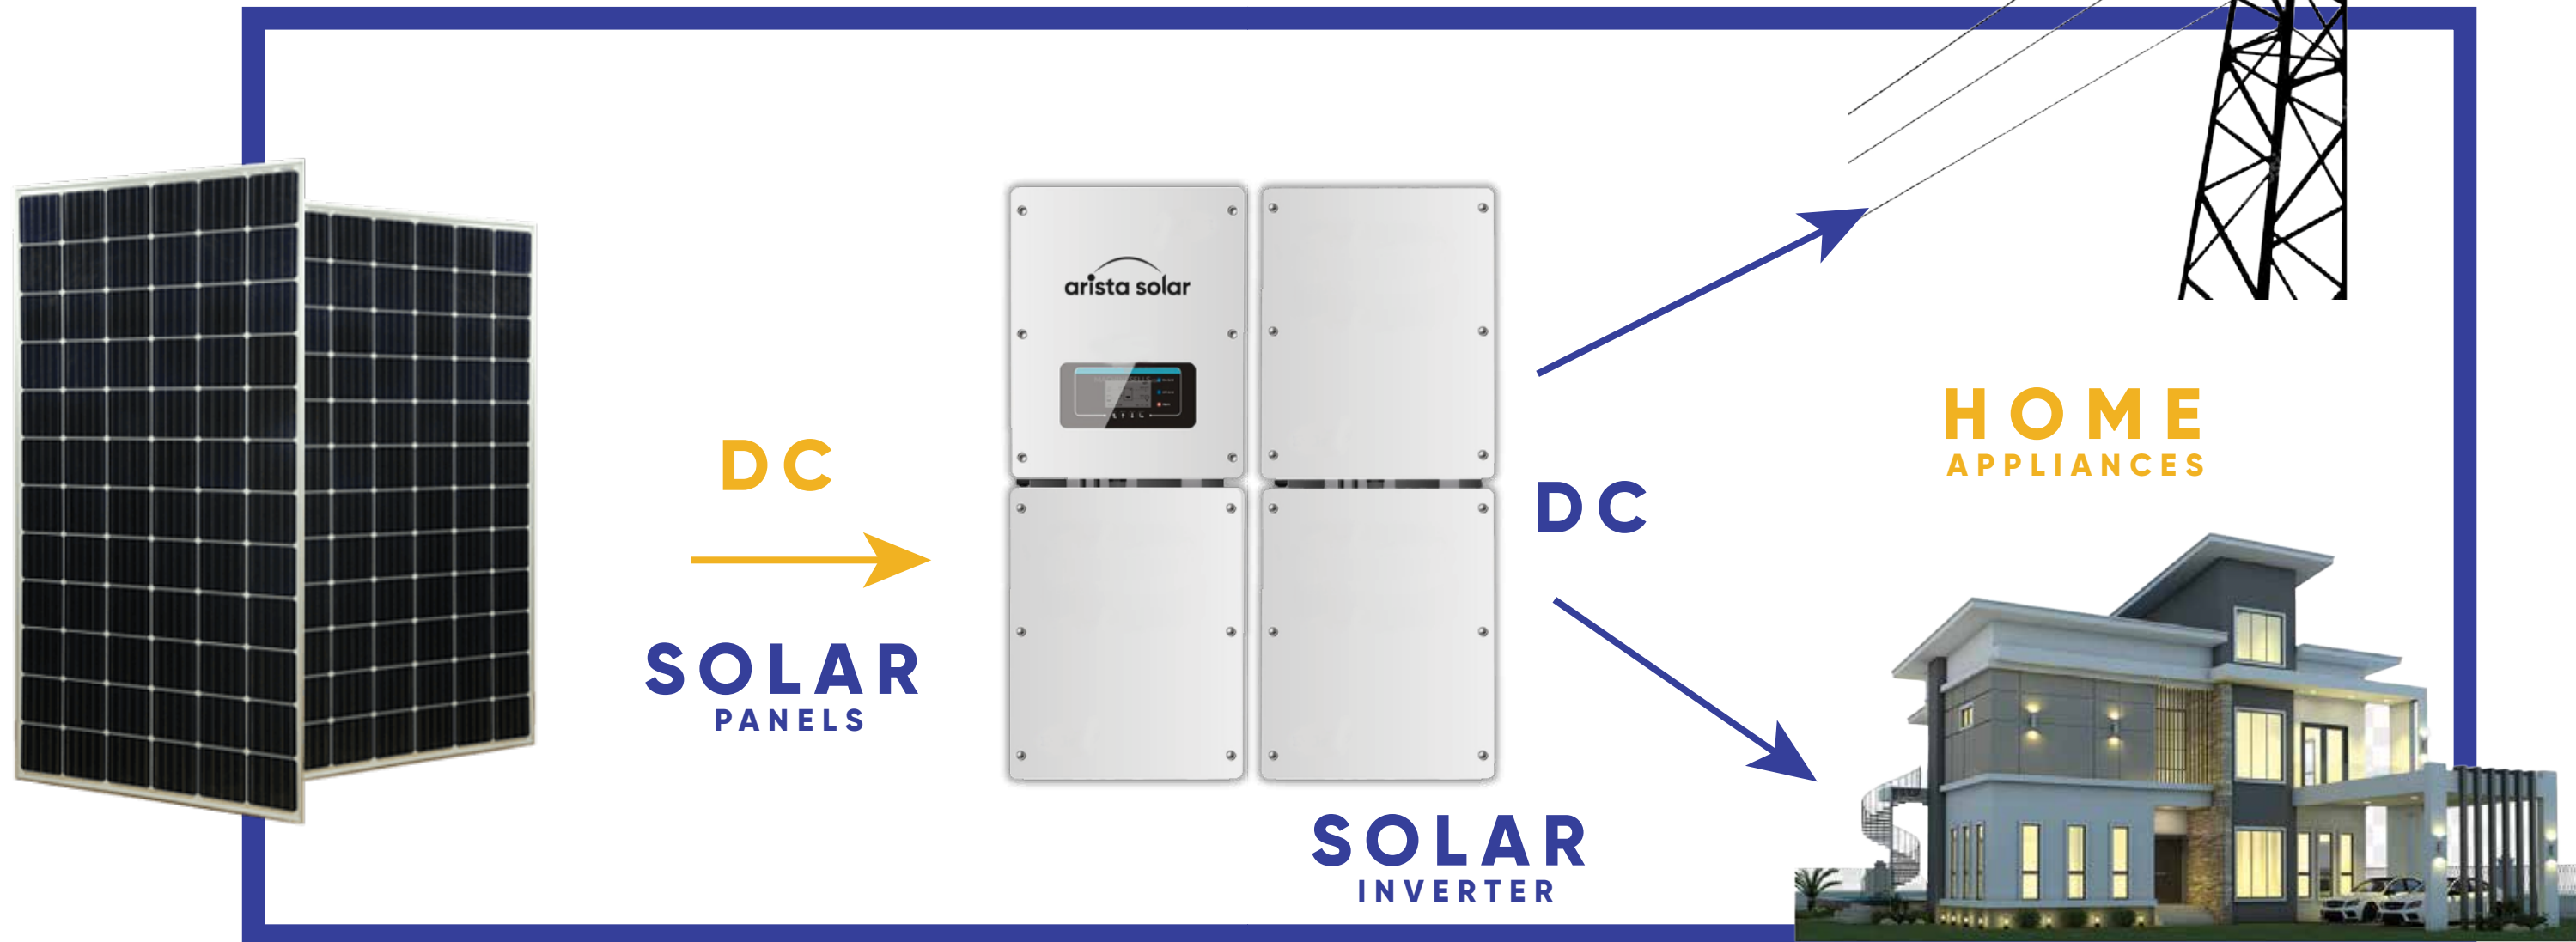 arista solar
DC
SOLAR
PANELS
DC
SOLAR
INVERTER
HOME
APPLIANCES